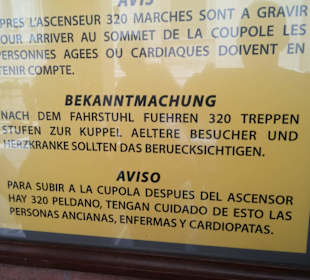 AVIS
APRES L'ASCENSEUR 320 MARCHES SONT A GRAVIR
POUR ARRIVER AU SOMMET DE LA COUPOLE LES
PERSONNES AGEES OU CARDIAQUES DOIVENT EN
TENIR COMPTE.
BEKANNTMACHUNG
NACH DEM FAHRSTUHL FUEHREN 320 TREPPEN
STUFEN ZUR KUPPEL. AELTERE BESUCHER UND
HERZKRANKE SOLLTEN DAS BERUECKSICHTIGEN.
AVISO
PARA SUBIR A LA CUPOLA DESPUES DEL ASCENSOR
HAY 320 PELDANO, TENGAN CUIDADO DE ESTO LAS
PERSONAS ANCIANAS, ENFERMAS Y CARDIOPATAS.